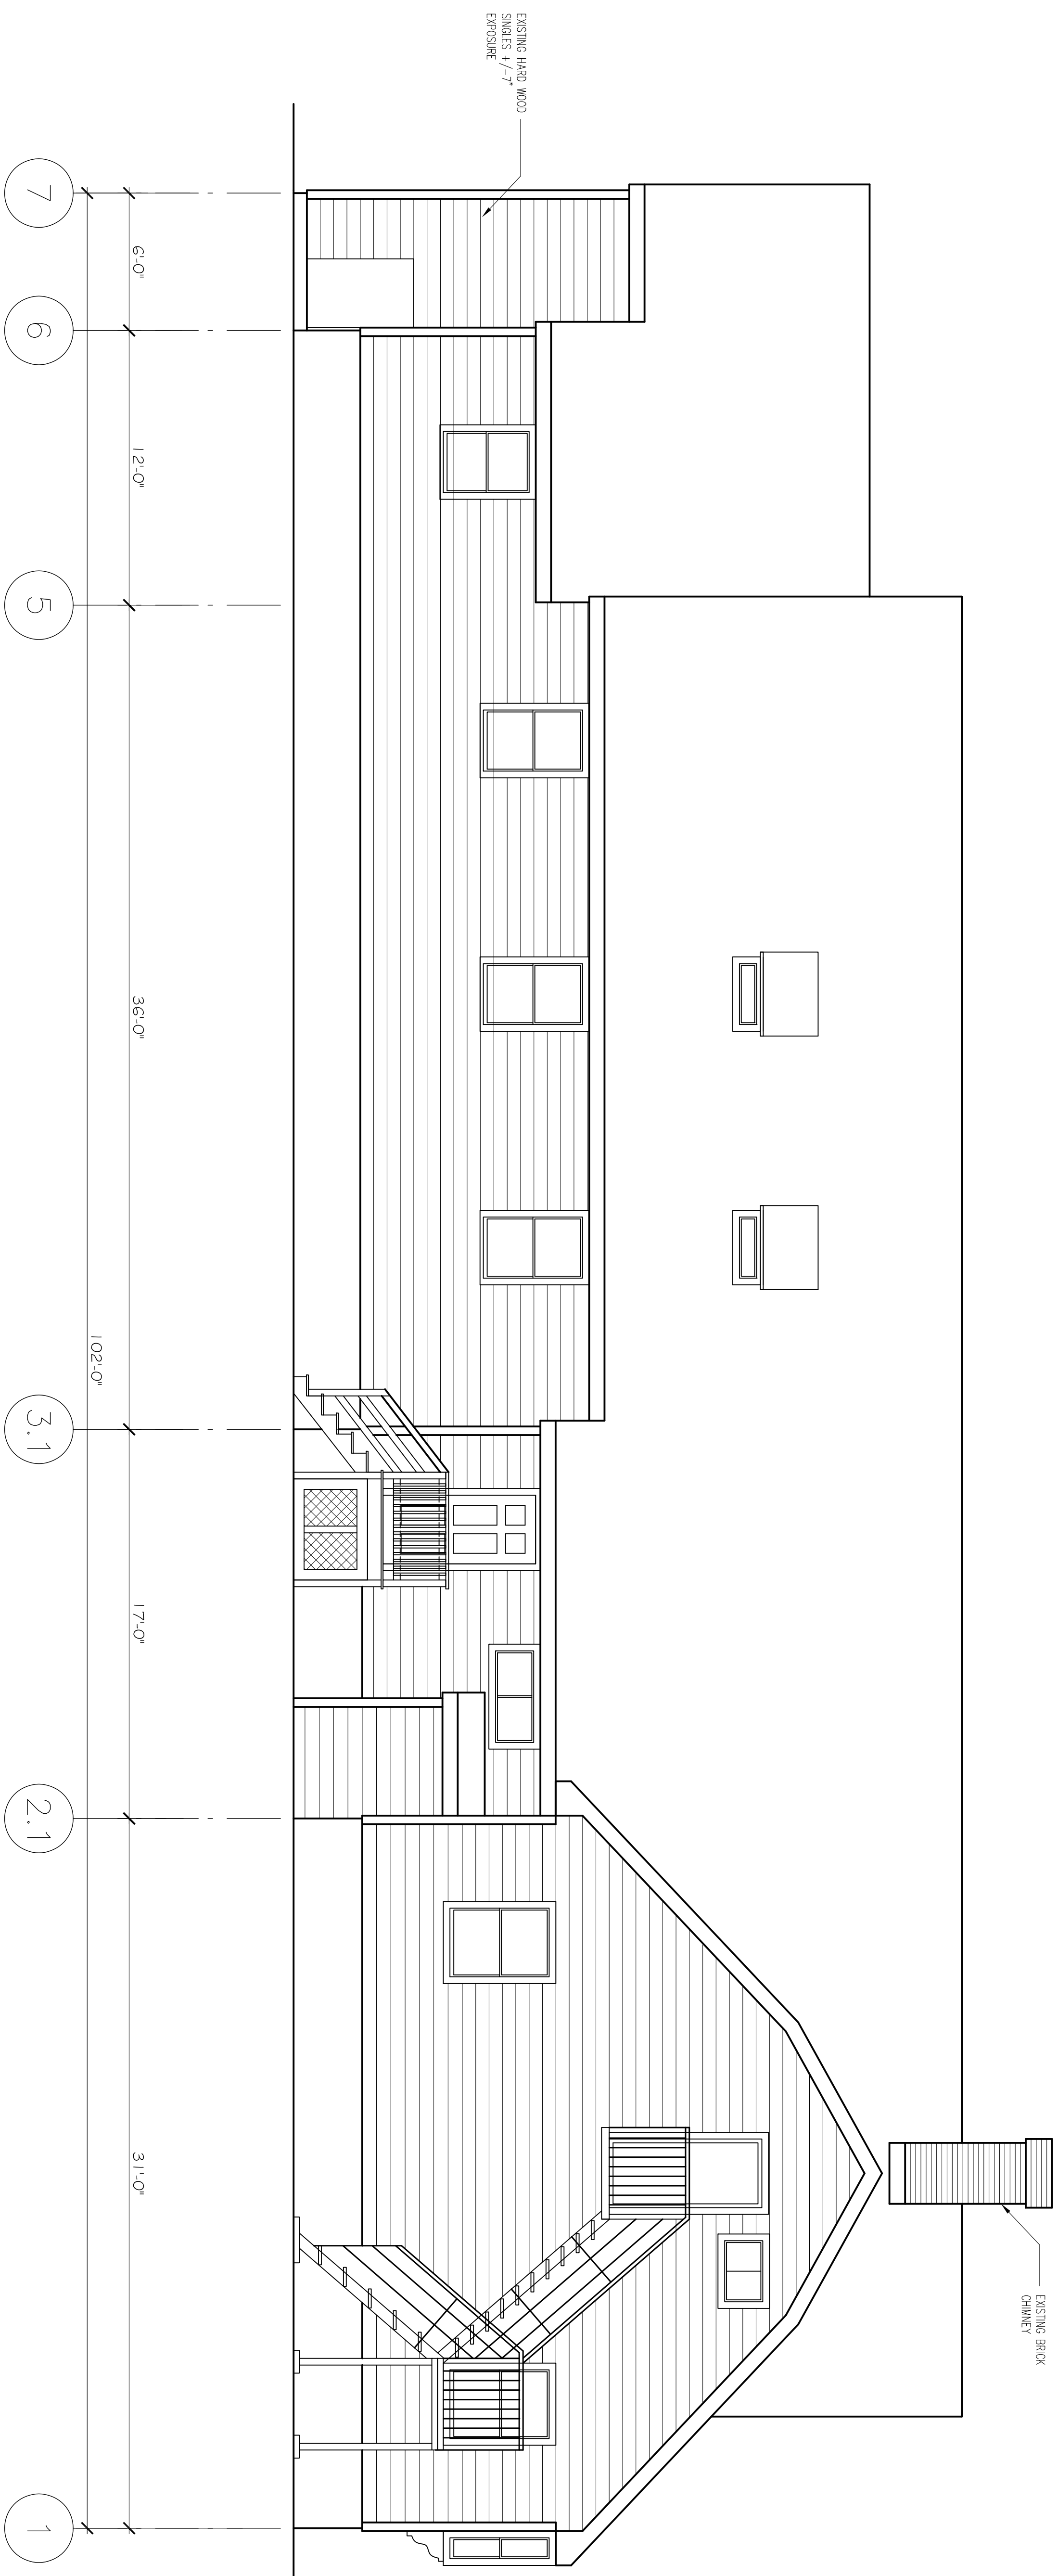 EXISTING HARD WOOD
SINGLES +/-7"
EXPOSURE
EXISTING BRICK
CHIMNEY
6'-0"
12'-0"
36'-0"
17'-0"
31'-0"
102'-0"
7
6
5
3.1
2.1
1